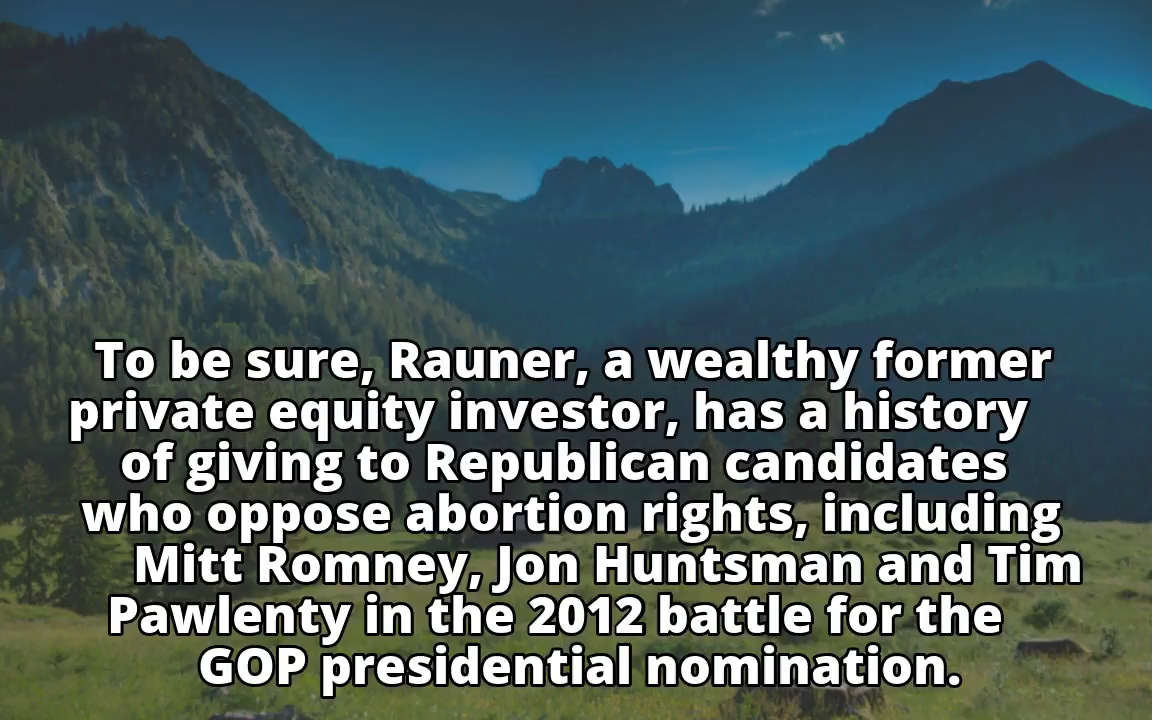 To be sure, Rauner, a wealthy former
private equity investor, has a history
of giving to Republican candidates
who oppose abortion rights, including
Mitt Romney, Jon Huntsman and Tim
Pawlenty in the 2012 battle for the
GOP presidential nomination.